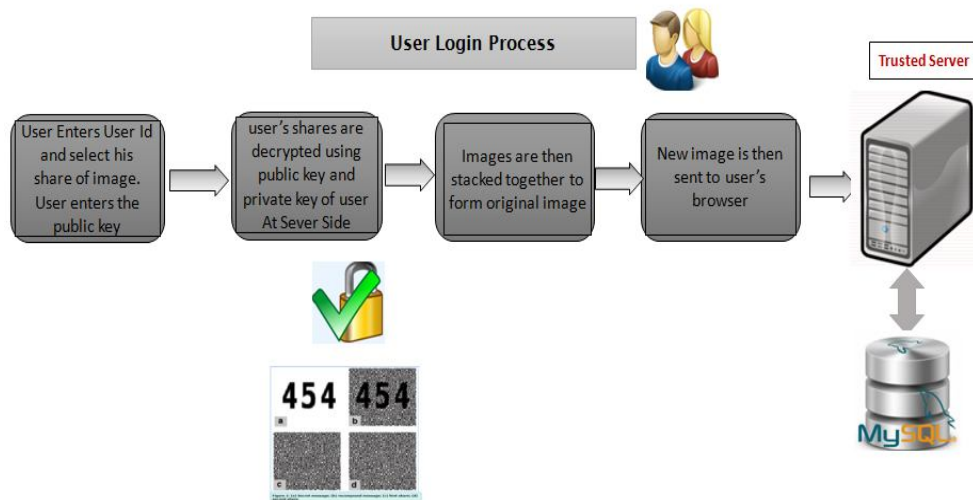 User Login Process
Trusted Server
User Enters User Id
and select his
share of image.
User enters the
public key
user's shares are
decrypted using
public key and
private key of user
At Sever Side
Images are then
stacked together to
form original image
New image is then
sent to user's
browser
454
454
a
b
c
d
MySQL